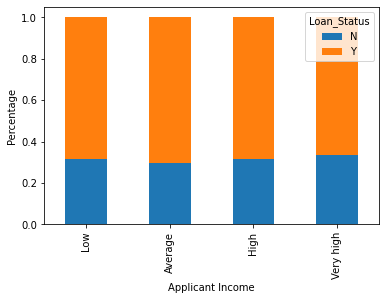 Loan_Status
N
Y
1.0
0.8
0.6
0.4
0.2
0.0
Percentage
Low
Average
High
Very high
Applicant Income